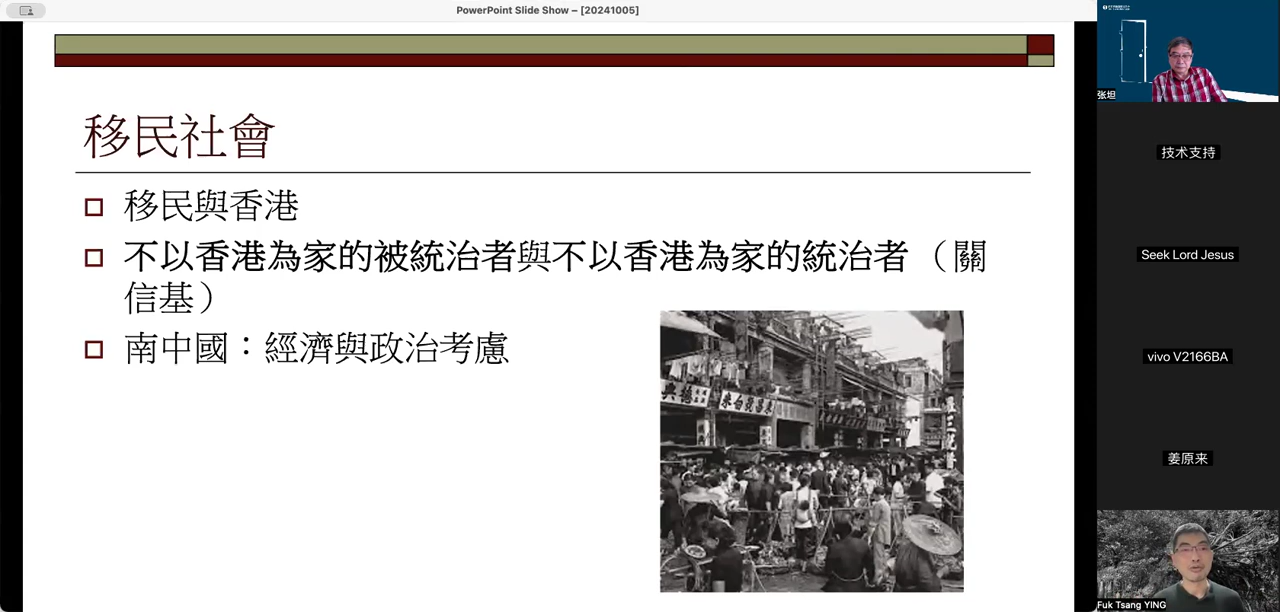 PowerPoint Slide Show – [20241005]
移民社會
移民與香港
不以香港為家的被統治者與不以香港為家的統治者（關
信基）
南中國：經濟與政治考慮
张坦
技术支持
Seek Lord Jesus
vivo V2166BA
姜原来
Fuk Tsang YING